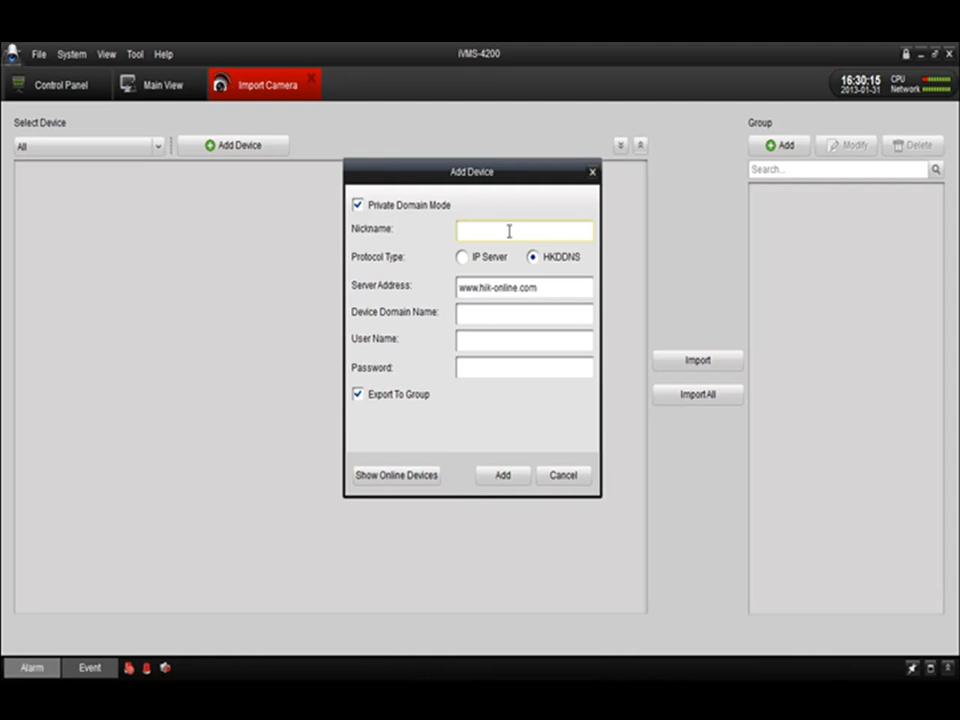 File System View Tool Help
iVMS-4200
Control Panel
Main View
Import Camera
16:30:15
2013-01-31
CPU
Network
Select Device
All
Add Device
Group
Add
Modify
Delete
Search...
Add Device
Private Domain Mode
Nickname:
Protocol Type: IP Server HKDDNS
Server Address: www.hik-online.com
Device Domain Name:
User Name:
Password:
Export To Group
Show Online Devices Add Cancel
Import
Import All
Alarm Event